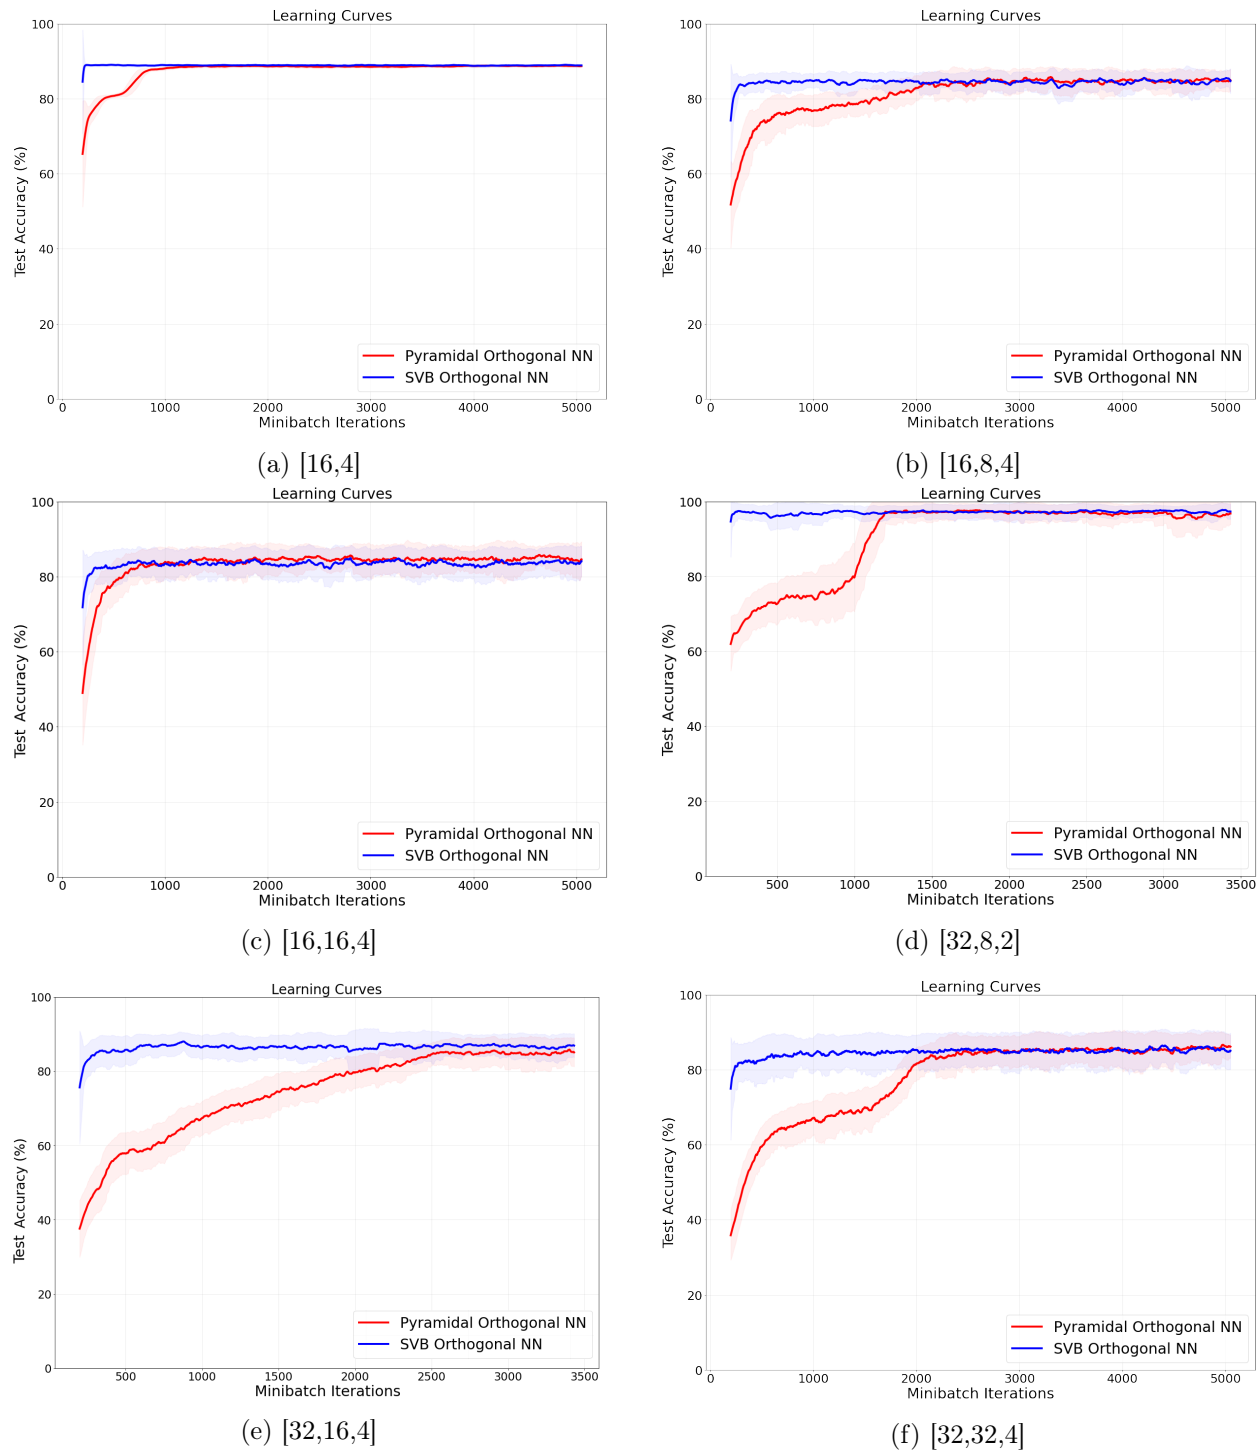 Learning Curves
100
80
60
40
20
0
Test Accuracy (%)
Pyramidal Orthogonal NN
SVB Orthogonal NN
0 1000 2000 3000 4000 5000
Minibatch Iterations
(a) [16,4]
Learning Curves
100
80
60
40
20
0
Test Accuracy (%)
Pyramidal Orthogonal NN
SVB Orthogonal NN
0 1000 2000 3000 4000 5000
Minibatch Iterations
(b) [16,8,4]
Learning Curves
100
80
60
40
20
0
Test Accuracy (%)
Pyramidal Orthogonal NN
SVB Orthogonal NN
0 1000 2000 3000 4000 5000
Minibatch Iterations
(c) [16,16,4]
Learning Curves
100
80
60
40
20
0
Test Accuracy (%)
Pyramidal Orthogonal NN
SVB Orthogonal NN
500 1000 1500 2000 2500 3000 3500
Minibatch Iterations
(d) [32,8,2]
Learning Curves
100
80
60
40
20
0
Test Accuracy (%)
Pyramidal Orthogonal NN
SVB Orthogonal NN
500 1000 1500 2000 2500 3000 3500
Minibatch Iterations
(e) [32,16,4]
Learning Curves
100
80
60
40
20
0
Test Accuracy (%)
Pyramidal Orthogonal NN
SVB Orthogonal NN
0 1000 2000 3000 4000 5000
Minibatch Iterations
(f) [32,32,4]